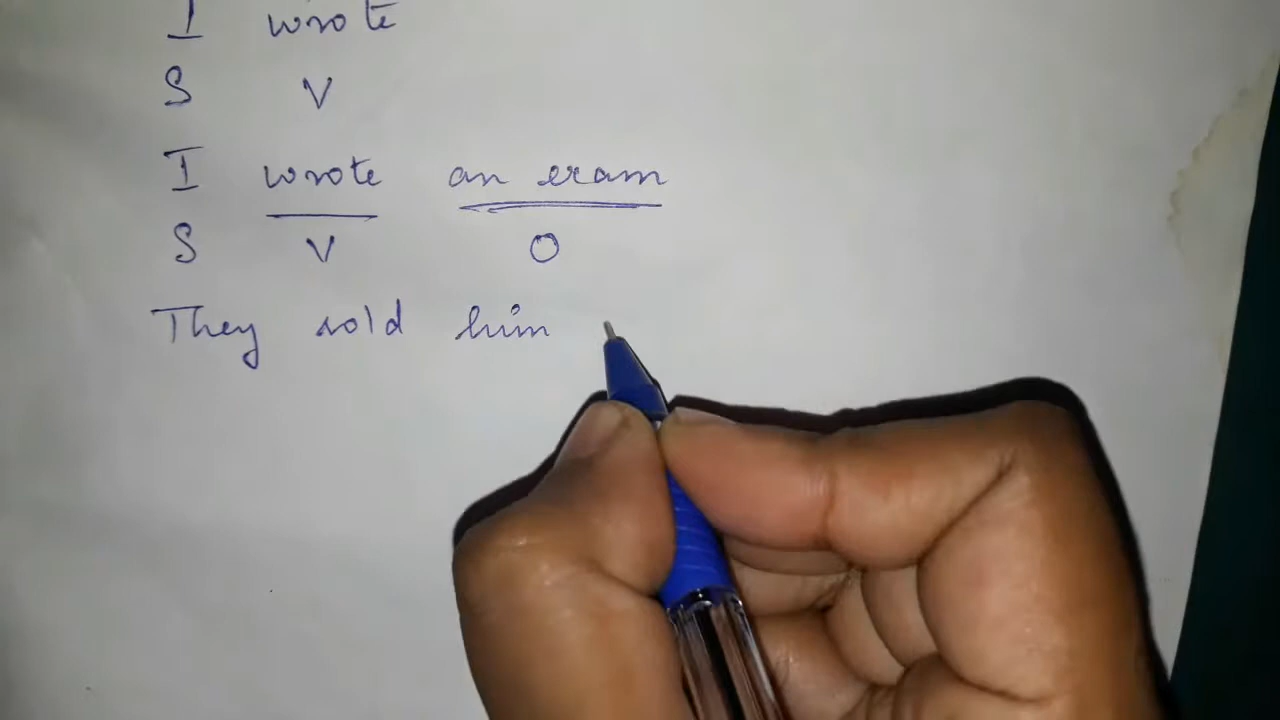 I wrote
S V
I wrote an exam
S V O
They sold him